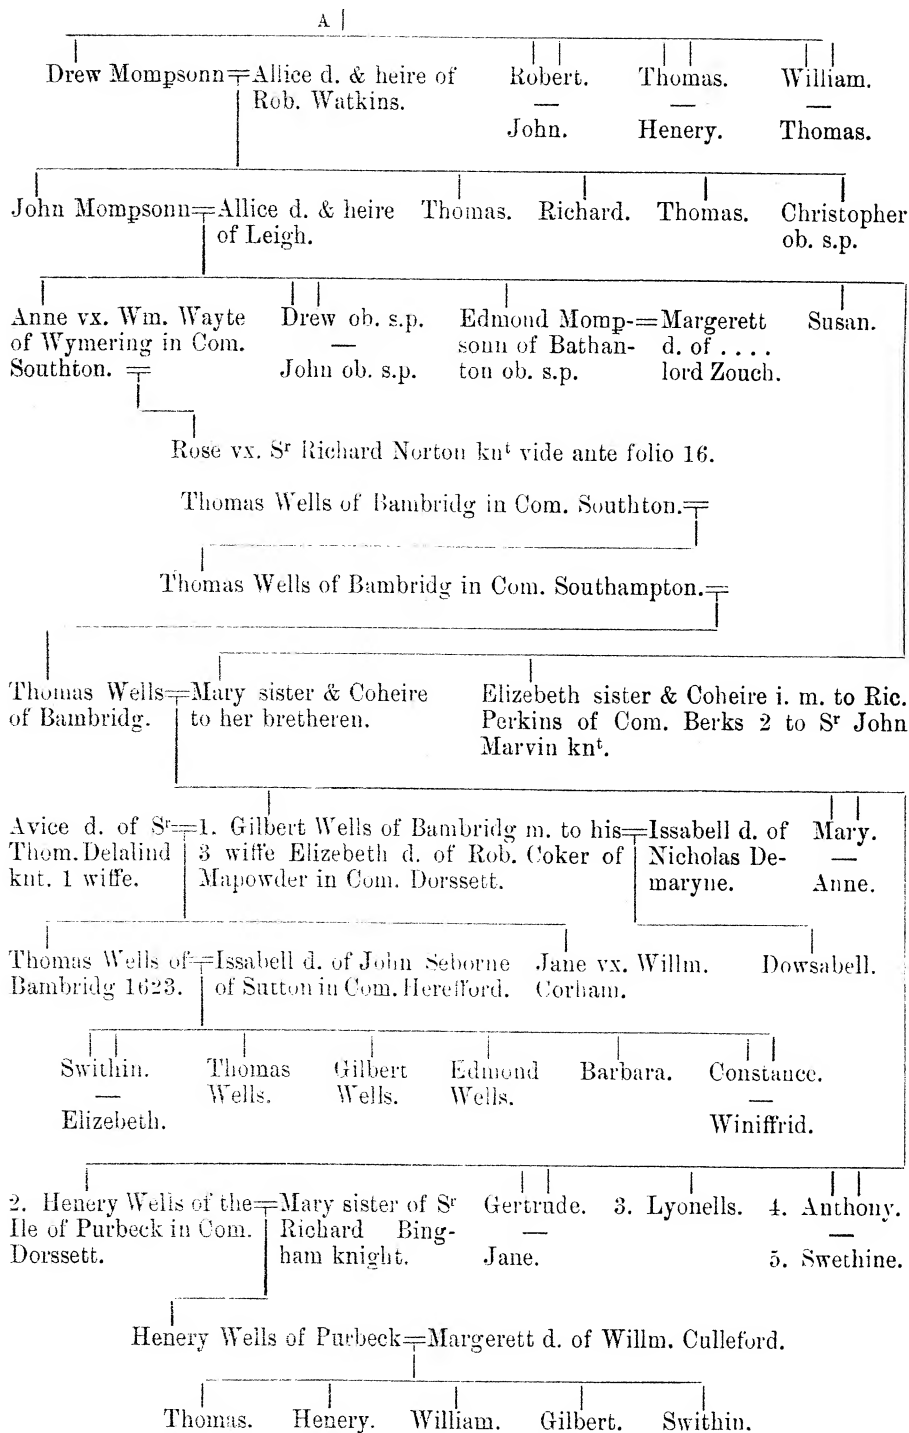 A
Drew Mompsonn=Allice d. & heire of Rob. Watkins.
Robert. — John.
Thomas. — Henery.
William. — Thomas.
John Mompsonn=Allice d. & heire of Leigh.
Thomas. Richard. Thomas. Christopher ob. s.p.
Anne vx. Wm. Wayte of Wymering in Com. Southton. =
Drew ob. s.p. — John ob. s.p.
Edmond Mompsonn of Bathanton ob. s.p.=Margerett d. of .... lord Zouch.
Susan.
Rose vx. Sʳ Richard Norton knᵗ vide ante folio 16.
Thomas Wells of Bambridg in Com. Southton.=
Thomas Wells of Bambridg in Com. Southampton.=
Thomas Wells of Bambridg.=Mary sister & Coheire to her bretheren.
Elizebeth sister & Coheire i. m. to Ric. Perkins of Com. Berks 2 to Sʳ John Marvin knᵗ.
Avice d. of Sʳ Thom. Delalind knt. 1 wiffe.=1. Gilbert Wells of Bambridg m. to his 3 wiffe Elizebeth d. of Rob. Coker of Mapowder in Com. Dorssett.=Issabell d. of Nicholas Demaryne.
Mary. — Anne.
Thomas Wells of Bambridg 1623.=Issabell d. of John Seborne of Sutton in Com. Herefford.
Jane vx. Willm. Corham.
Dowsabell.
Swithin. — Elizebeth.
Thomas Wells.
Gilbert Wells.
Edmond Wells.
Barbara.
Constance. — Winiffrid.
2. Henery Wells of the Ile of Purbeck in Com. Dorssett.=Mary sister of Sʳ Richard Bingham knight.
Gertrude. — Jane.
3. Lyonells.
4. Anthony. — 5. Swethine.
Henery Wells of Purbeck=Margerett d. of Willm. Culleford.
Thomas. Henery. William. Gilbert. Swithin.